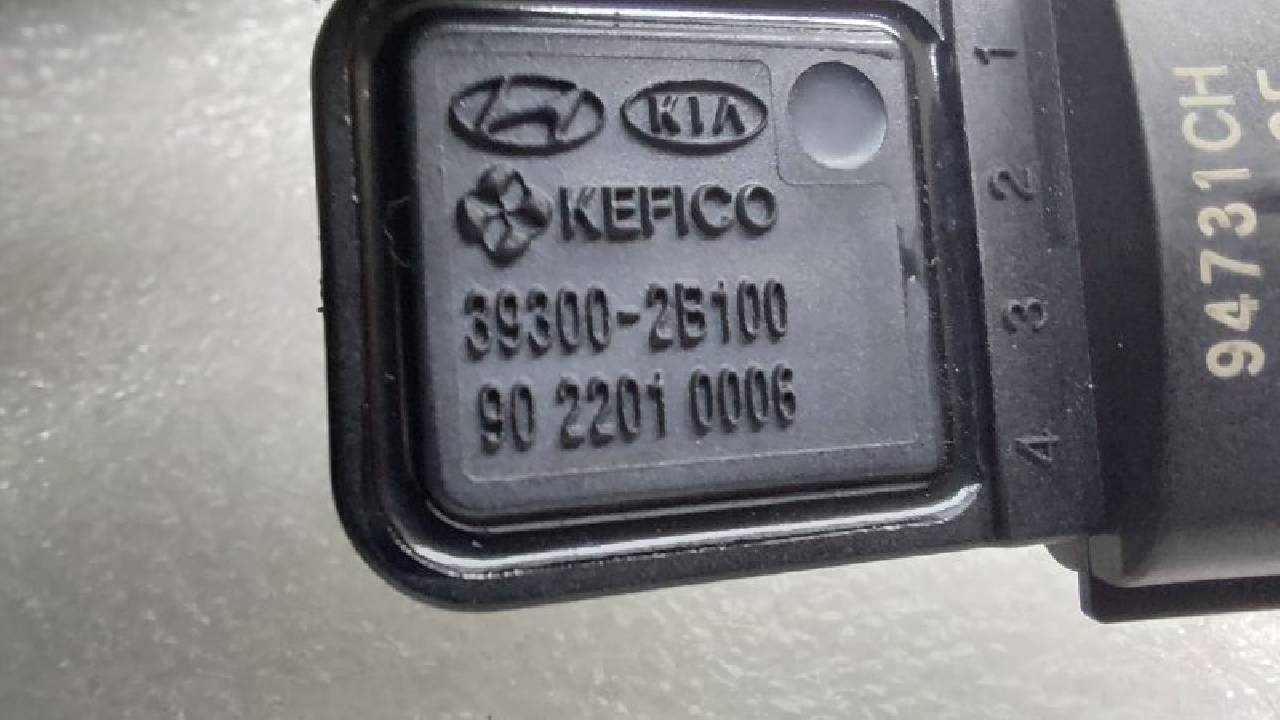 KIA
KEFICO
39300-2B100
90 2201 0006
1
2
3
4
94731CH